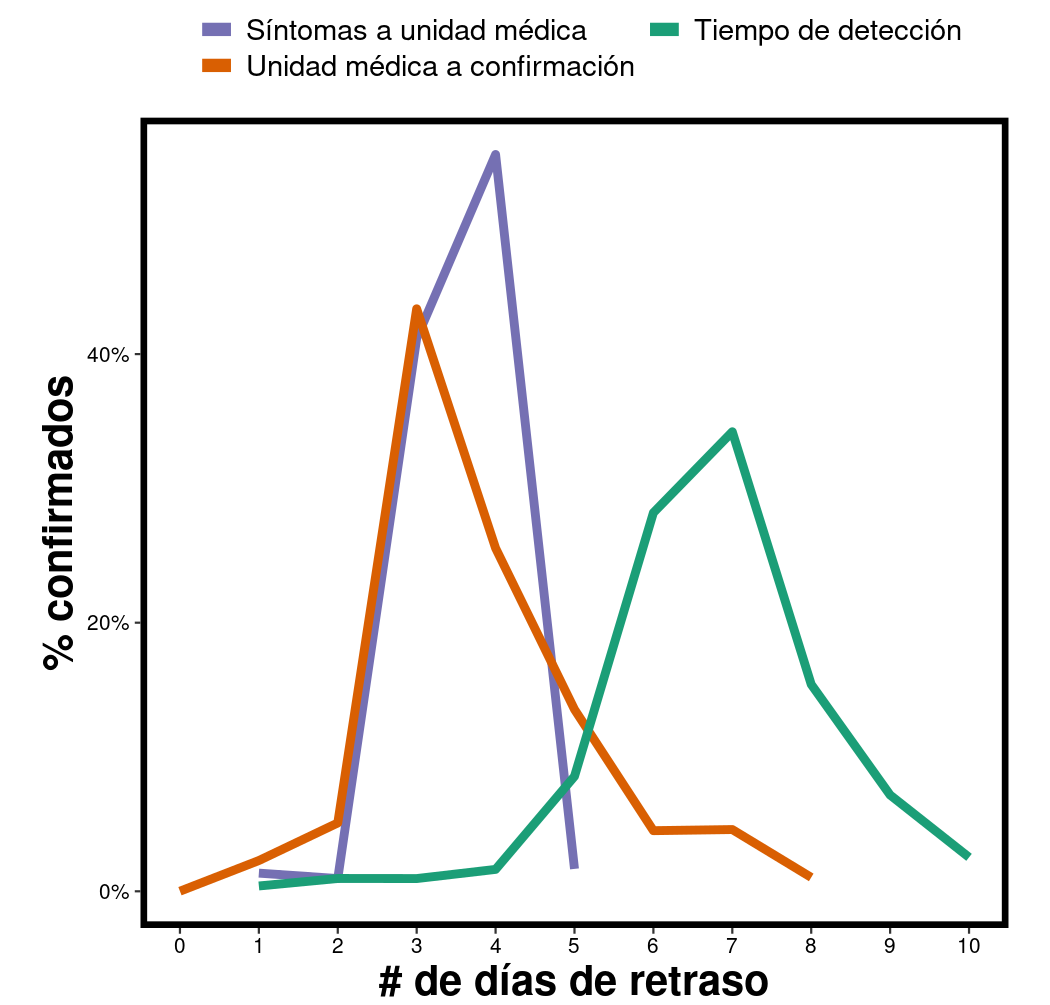 Síntomas a unidad médica
Tiempo de detección
Unidad médica a confirmación
% confirmados
40%
20%
0%
0 1 2 3 4 5 6 7 8 9 10
# de días de retraso